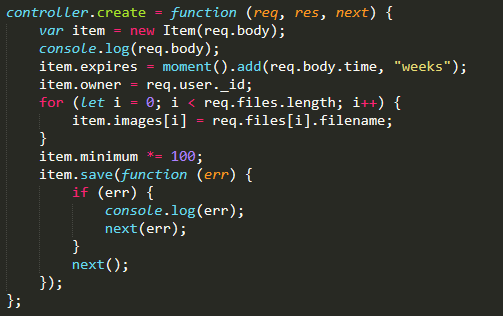 controller.create = function (req, res, next) {
    var item = new Item(req.body);
    console.log(req.body);
    item.expires = moment().add(req.body.time, "weeks");
    item.owner = req.user._id;
    for (let i = 0; i < req.files.length; i++) {
        item.images[i] = req.files[i].filename;
    }
    item.minimum *= 100;
    item.save(function (err) {
        if (err) {
            console.log(err);
            next(err);
        }
        next();
    });
};